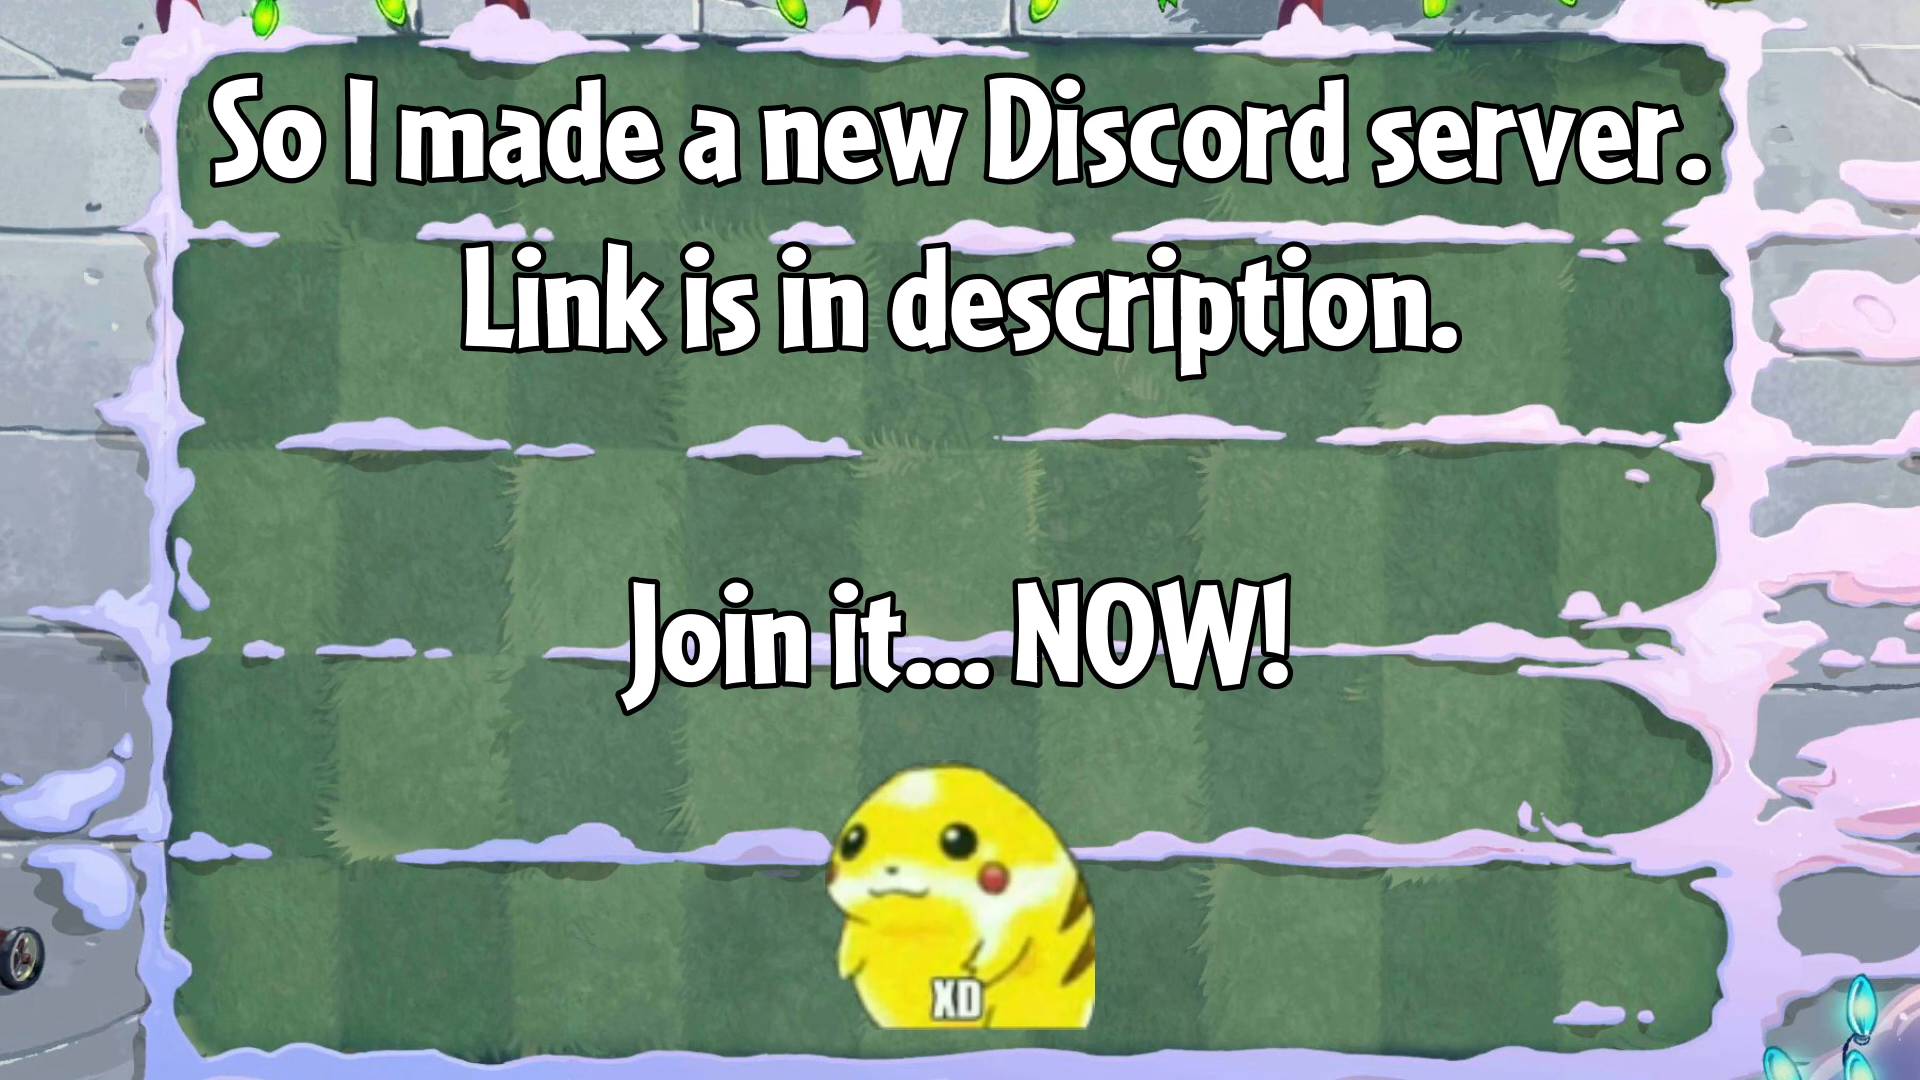 So I made a new Discord server.
Link is in description.
Join it... NOW!
XD